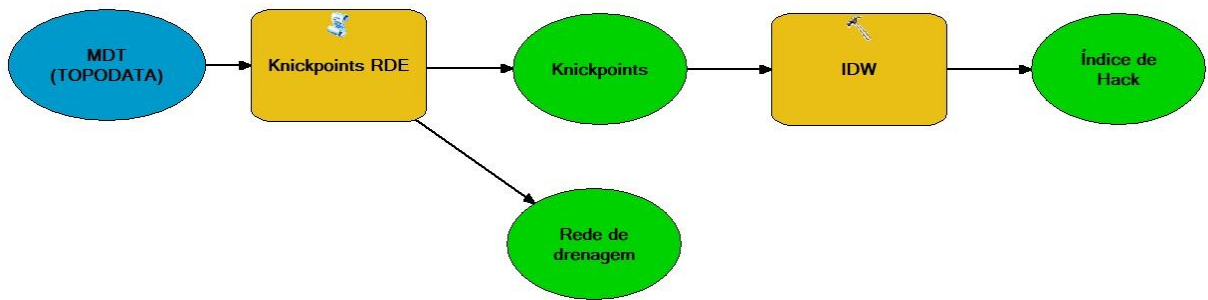 MDT
(TOPODATA)
Knickpoints RDE
Knickpoints
IDW
Índice de
Hack
Rede de
drenagem